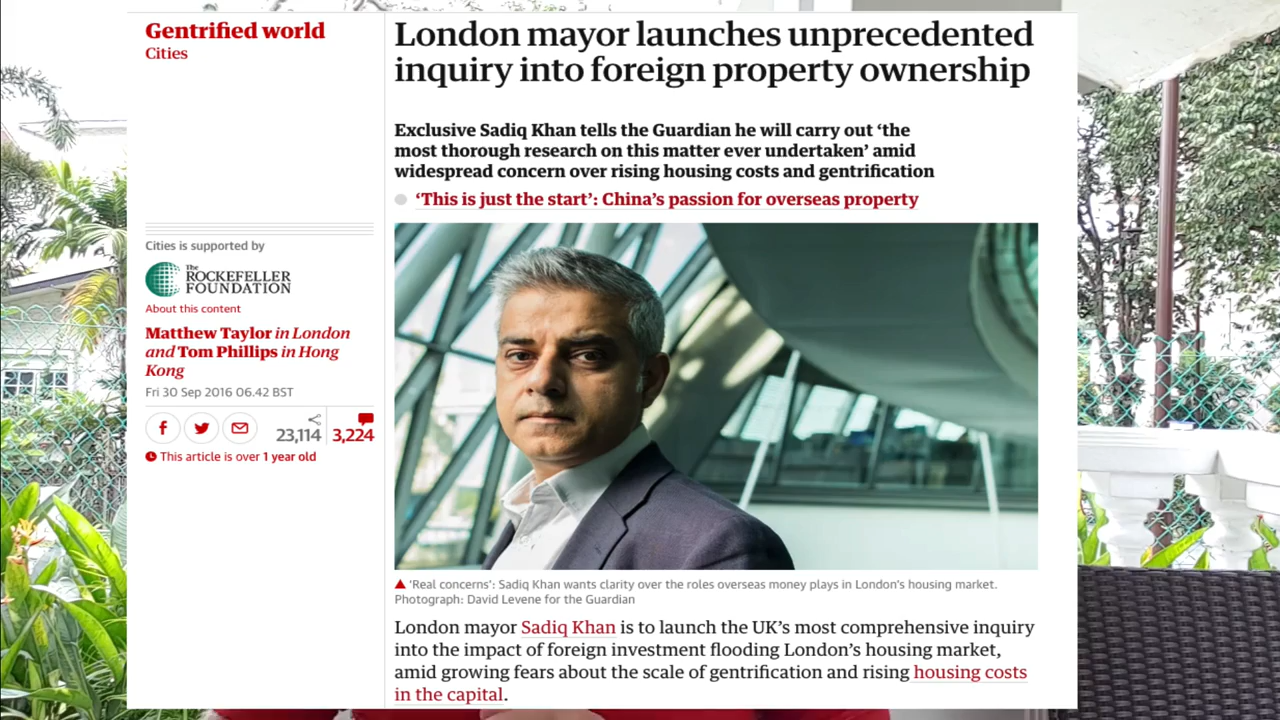 Gentrified world
Cities
London mayor launches unprecedented
inquiry into foreign property ownership
Exclusive Sadiq Khan tells the Guardian he will carry out ‘the
most thorough research on this matter ever undertaken’ amid
widespread concern over rising housing costs and gentrification
‘This is just the start’: China’s passion for overseas property
Cities is supported by
The
ROCKEFELLER
FOUNDATION
About this content
Matthew Taylor in London
and Tom Phillips in Hong
Kong
Fri 30 Sep 2016 06.42 BST
23,114
3,224
This article is over 1 year old
‘Real concerns’: Sadiq Khan wants clarity over the roles overseas money plays in London’s housing market.
Photograph: David Levene for the Guardian
London mayor Sadiq Khan is to launch the UK’s most comprehensive inquiry
into the impact of foreign investment flooding London’s housing market,
amid growing fears about the scale of gentrification and rising housing costs
in the capital.